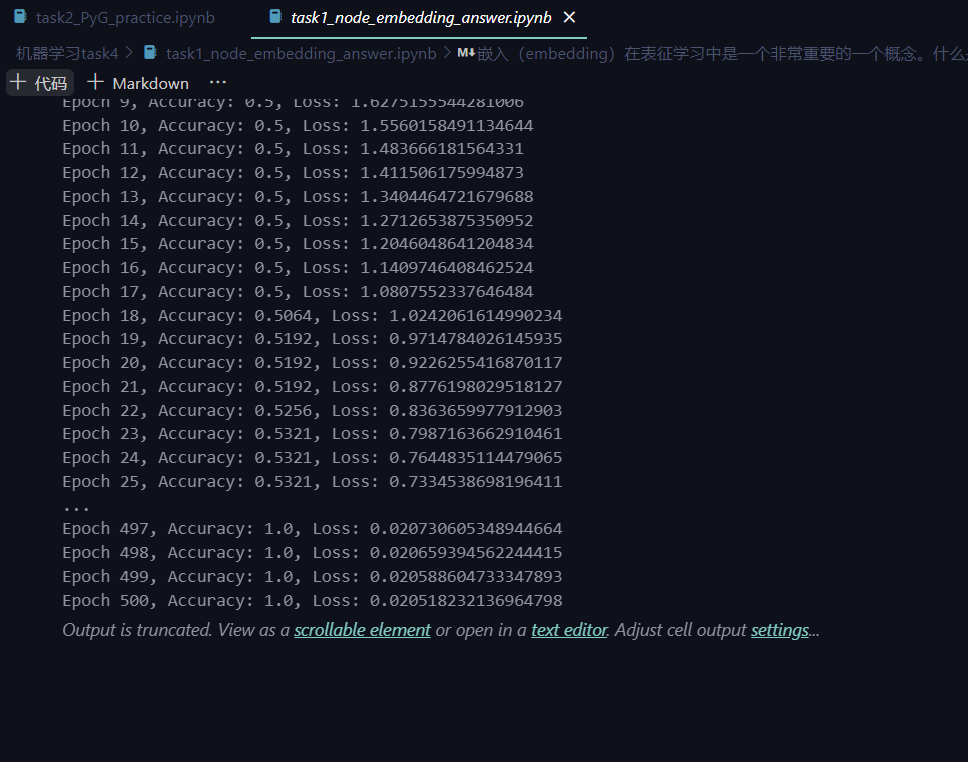 task2_PyG_practice.ipynb task1_node_embedding_answer.ipynb
机器学习task4 > task1_node_embedding_answer.ipynb > M↓嵌入（embedding）在表征学习中是一个非常重要的一个概念。什么
+ 代码 + Markdown ...
Epoch 9, Accuracy: 0.5, Loss: 1.6275155544281006
Epoch 10, Accuracy: 0.5, Loss: 1.5560158491134644
Epoch 11, Accuracy: 0.5, Loss: 1.483666181564331
Epoch 12, Accuracy: 0.5, Loss: 1.411506175994873
Epoch 13, Accuracy: 0.5, Loss: 1.3404464721679688
Epoch 14, Accuracy: 0.5, Loss: 1.2712653875350952
Epoch 15, Accuracy: 0.5, Loss: 1.2046048641204834
Epoch 16, Accuracy: 0.5, Loss: 1.1409746408462524
Epoch 17, Accuracy: 0.5, Loss: 1.0807552337646484
Epoch 18, Accuracy: 0.5064, Loss: 1.0242061614990234
Epoch 19, Accuracy: 0.5192, Loss: 0.9714784026145935
Epoch 20, Accuracy: 0.5192, Loss: 0.9226255416870117
Epoch 21, Accuracy: 0.5192, Loss: 0.8776198029518127
Epoch 22, Accuracy: 0.5256, Loss: 0.8363659977912903
Epoch 23, Accuracy: 0.5321, Loss: 0.7987163662910461
Epoch 24, Accuracy: 0.5321, Loss: 0.7644835114479065
Epoch 25, Accuracy: 0.5321, Loss: 0.7334538698196411
...
Epoch 497, Accuracy: 1.0, Loss: 0.020730605348944664
Epoch 498, Accuracy: 1.0, Loss: 0.020659394562244415
Epoch 499, Accuracy: 1.0, Loss: 0.020588604733347893
Epoch 500, Accuracy: 1.0, Loss: 0.020518232136964798
Output is truncated. View as a scrollable element or open in a text editor. Adjust cell output settings...